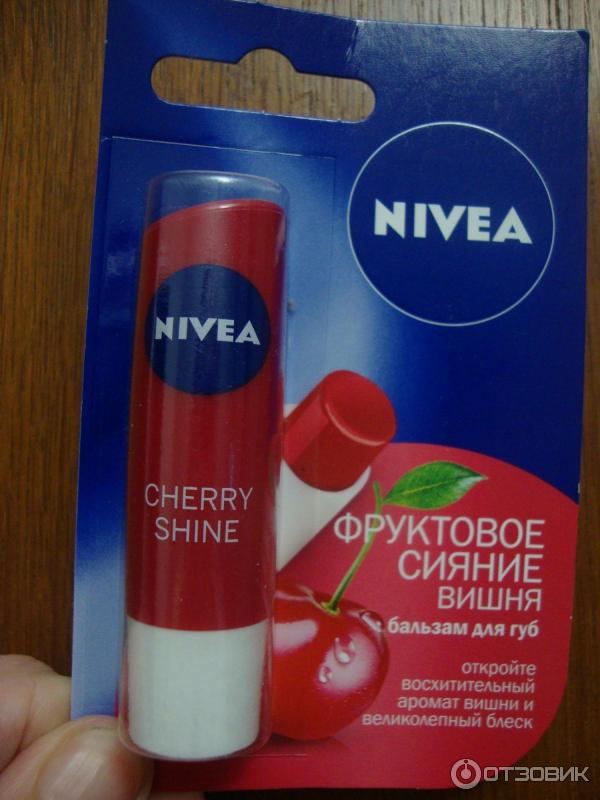 NIVEA
NIVEA
CHERRY
SHINE
ФРУКТОВОЕ
СИЯНИЕ
ВИШНЯ
бальзам для губ
откройте
восхитительный
аромат вишни и
великолепный блеск
ОТЗОВИК